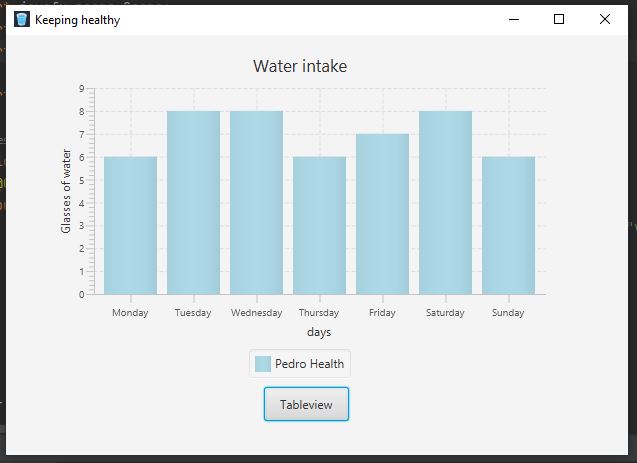 Keeping healthy
Water intake
Glasses of water
9
8
7
6
5
4
3
2
1
0
Monday Tuesday Wednesday Thursday Friday Saturday Sunday
days
Pedro Health
Tableview